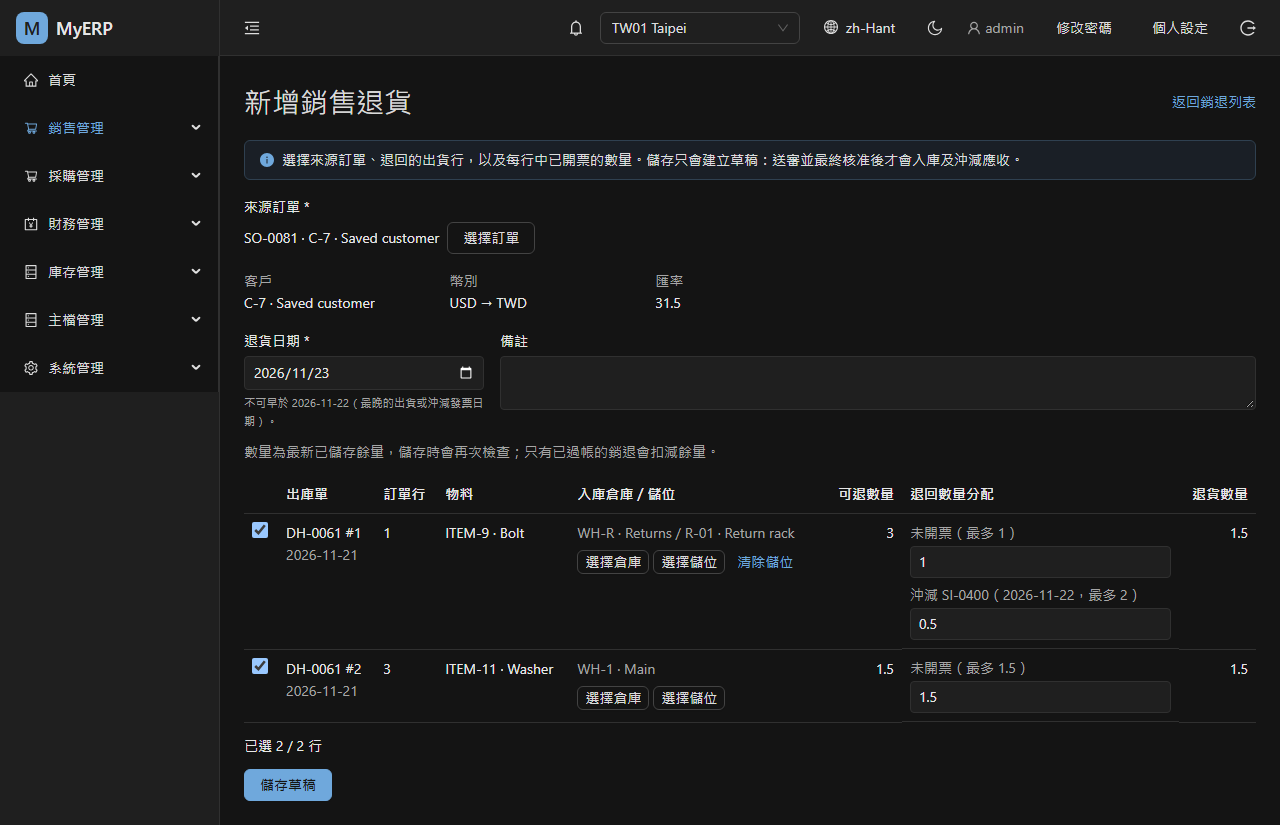 M MyERP
TW01 Taipei
zh-Hant
admin
修改密碼
個人設定
首頁
銷售管理
採購管理
財務管理
庫存管理
主檔管理
系統管理
新增銷售退貨
返回銷退列表
選擇來源訂單、退回的出貨行，以及每行中已開票的數量。儲存只會建立草稿：送審並最終核准後才會入庫及沖減應收。
來源訂單 *
SO-0081 · C-7 · Saved customer 選擇訂單
客戶 幣別 匯率
C-7 · Saved customer USD → TWD 31.5
退貨日期 * 備註
2026/11/23
不可早於 2026-11-22（最晚的出貨或沖減發票日
期）。
數量為最新已儲存餘量，儲存時會再次檢查；只有已過帳的銷退會扣減餘量。
出庫單 訂單行 物料 入庫倉庫 / 儲位 可退數量 退回數量分配 退貨數量
DH-0061 #1 1 ITEM-9 · Bolt WH-R · Returns / R-01 · Return rack 3 未開票（最多 1） 1.5
2026-11-21 選擇倉庫 選擇儲位 清除儲位 1
沖減 SI-0400（2026-11-22，最多 2）
0.5
DH-0061 #2 3 ITEM-11 · Washer WH-1 · Main 1.5 未開票（最多 1.5） 1.5
2026-11-21 選擇倉庫 選擇儲位 1.5
已選 2 / 2 行
儲存草稿